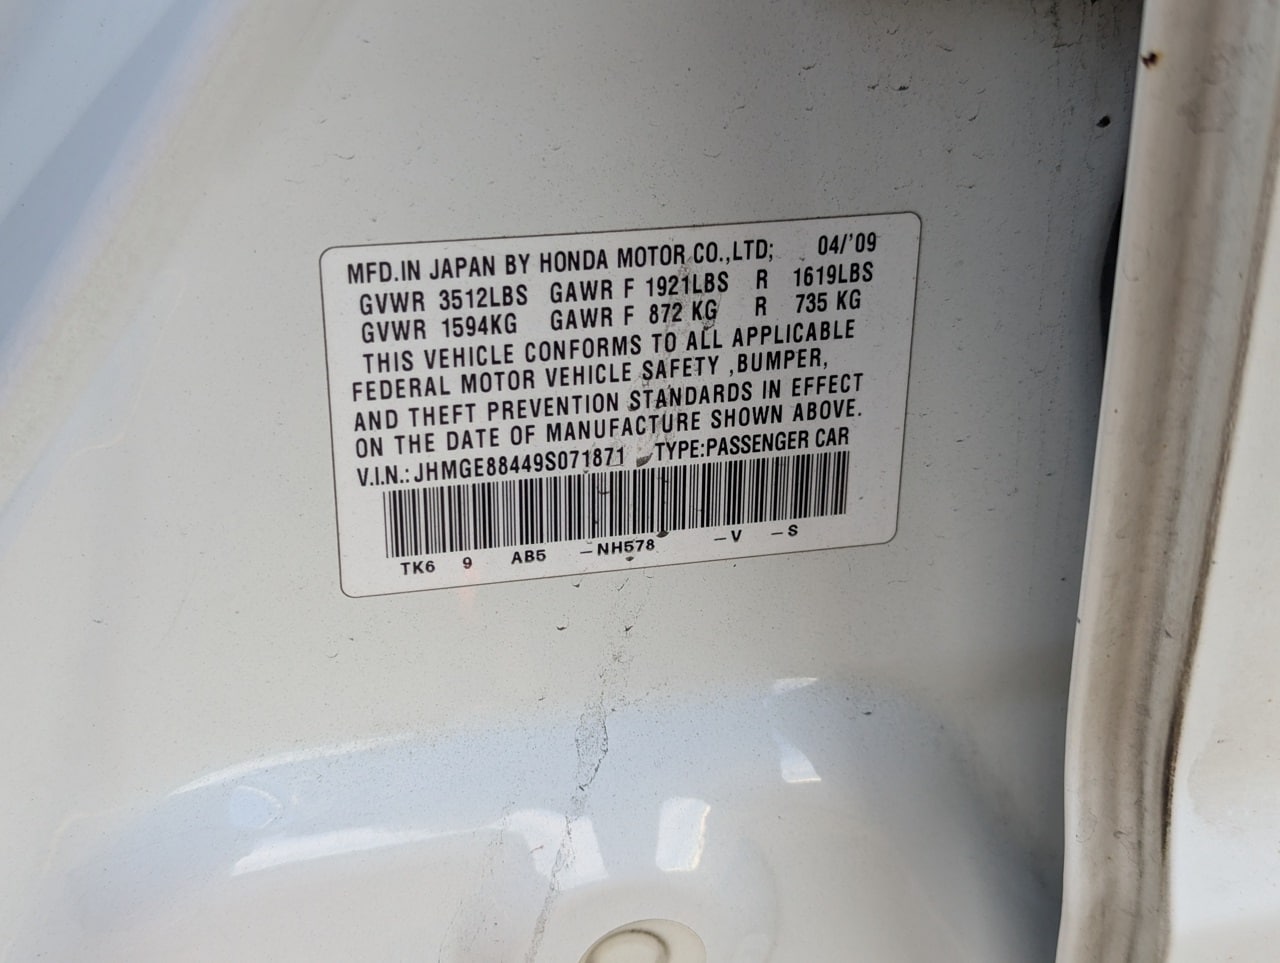 MFD.IN JAPAN BY HONDA MOTOR CO.,LTD; 04/'09
GVWR 3512LBS GAWR F 1921LBS R 1619LBS
GVWR 1594KG GAWR F 872 KG R 735 KG
THIS VEHICLE CONFORMS TO ALL APPLICABLE
FEDERAL MOTOR VEHICLE SAFETY ,BUMPER,
AND THEFT PREVENTION STANDARDS IN EFFECT
ON THE DATE OF MANUFACTURE SHOWN ABOVE.
V.I.N.: JHMGE88449S071871 TYPE:PASSENGER CAR
TK6 9 AB5 -NH578 -V -S